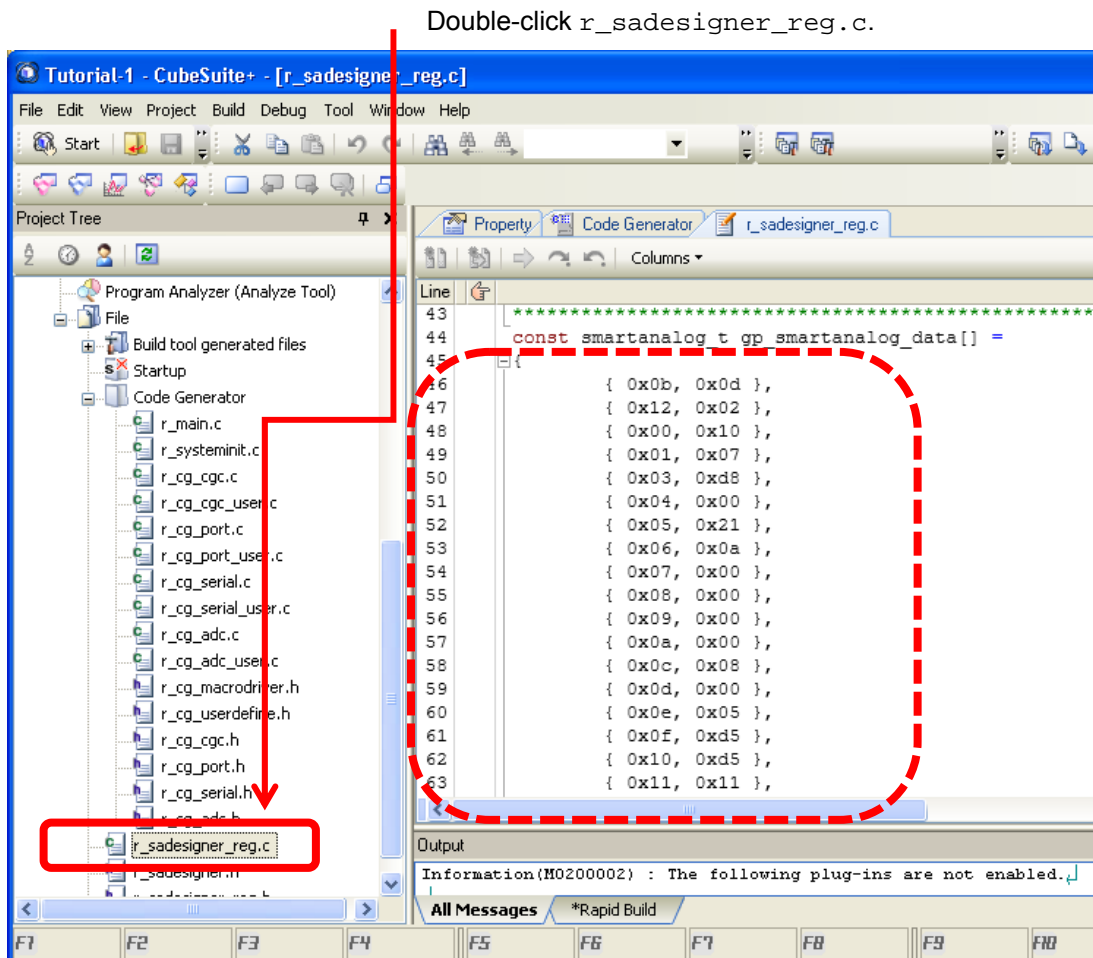 Double-click r_sadesigner_reg.c.
Tutorial-1 - CubeSuite+ - [r_sadesigner_reg.c]
File Edit View Project Build Debug Tool Window Help
Start
Project Tree
Property Code Generator r_sadesigner_reg.c
Columns
Program Analyzer (Analyze Tool)
File
Build tool generated files
Startup
Code Generator
r_main.c
r_systeminit.c
r_cg_cgc.c
r_cg_cgc_user.c
r_cg_port.c
r_cg_port_user.c
r_cg_serial.c
r_cg_serial_user.c
r_cg_adc.c
r_cg_adc_user.c
r_cg_macrodriver.h
r_cg_userdefine.h
r_cg_cgc.h
r_cg_port.h
r_cg_serial.h
r_cg_adc.h
r_sadesigner_reg.c
r_sadesigner.h
r_sadesigner_reg.h
Line
43 **************************************************
44 const smartanalog_t gp_smartanalog_data[] =
45 {
46 { 0x0b, 0x0d },
47 { 0x12, 0x02 },
48 { 0x00, 0x10 },
49 { 0x01, 0x07 },
50 { 0x03, 0xd8 },
51 { 0x04, 0x00 },
52 { 0x05, 0x21 },
53 { 0x06, 0x0a },
54 { 0x07, 0x00 },
55 { 0x08, 0x00 },
56 { 0x09, 0x00 },
57 { 0x0a, 0x00 },
58 { 0x0c, 0x08 },
59 { 0x0d, 0x00 },
60 { 0x0e, 0x05 },
61 { 0x0f, 0xd5 },
62 { 0x10, 0xd5 },
63 { 0x11, 0x11 },
Output
Information(M0200002) : The following plug-ins are not enabled.
All Messages *Rapid Build
F1 F2 F3 F4 F5 F6 F7 F8 F9 F10